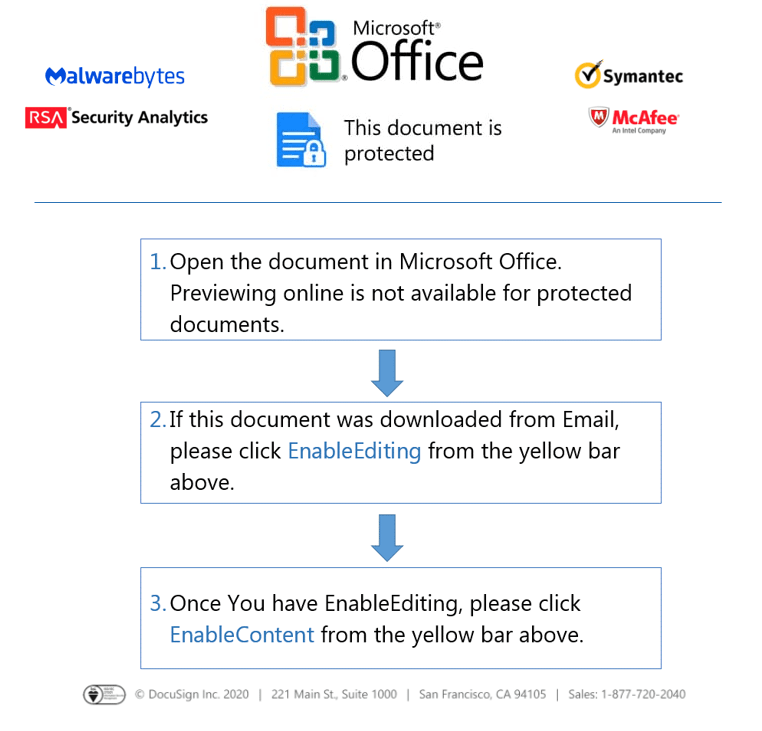 Microsoft®
Office
Malwarebytes
Symantec
RSA Security Analytics
McAfee
An Intel Company
This document is
protected
1. Open the document in Microsoft Office.
Previewing online is not available for protected
documents.
2. If this document was downloaded from Email,
please click EnableEditing from the yellow bar
above.
3. Once You have EnableEditing, please click
EnableContent from the yellow bar above.
© DocuSign Inc. 2020 | 221 Main St., Suite 1000 | San Francisco, CA 94105 | Sales: 1-877-720-2040